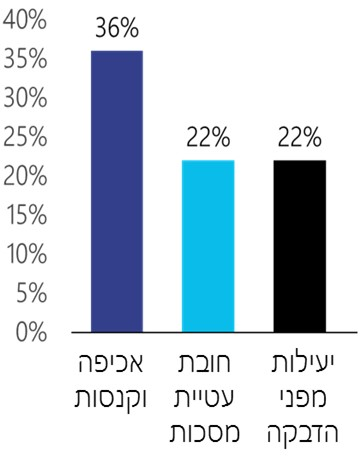 40%
35%
30%
25%
20%
15%
10%
5%
0%
36%
22%
22%
אכיפה
וקנסות
חובת
עטיית
מסכות
יעילות
מפני
הדבקה